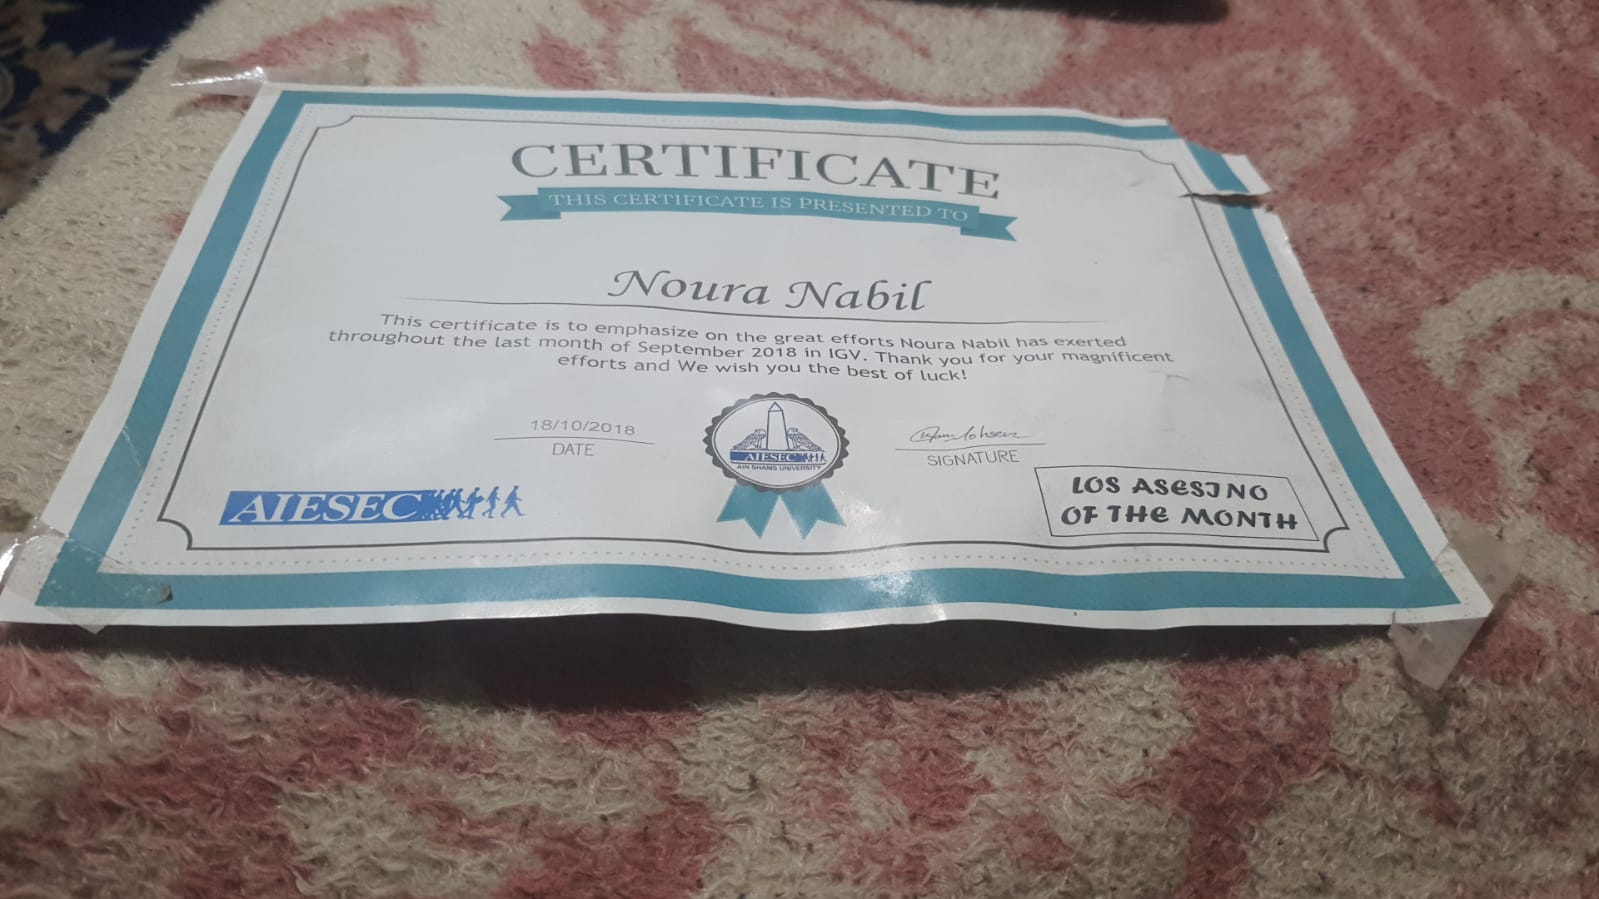 CERTIFICATE
THIS CERTIFICATE IS PRESENTED TO
Noura Nabil
This certificate is to emphasize on the great efforts Noura Nabil has exerted
throughout the last month of September 2018 in IGV. Thank you for your magnificent
efforts and We wish you the best of luck!
18/10/2018
DATE
AIESEC
AIN SHAMS UNIVERSITY
SIGNATURE
AIESEC
LOS ASESINO
OF THE MONTH